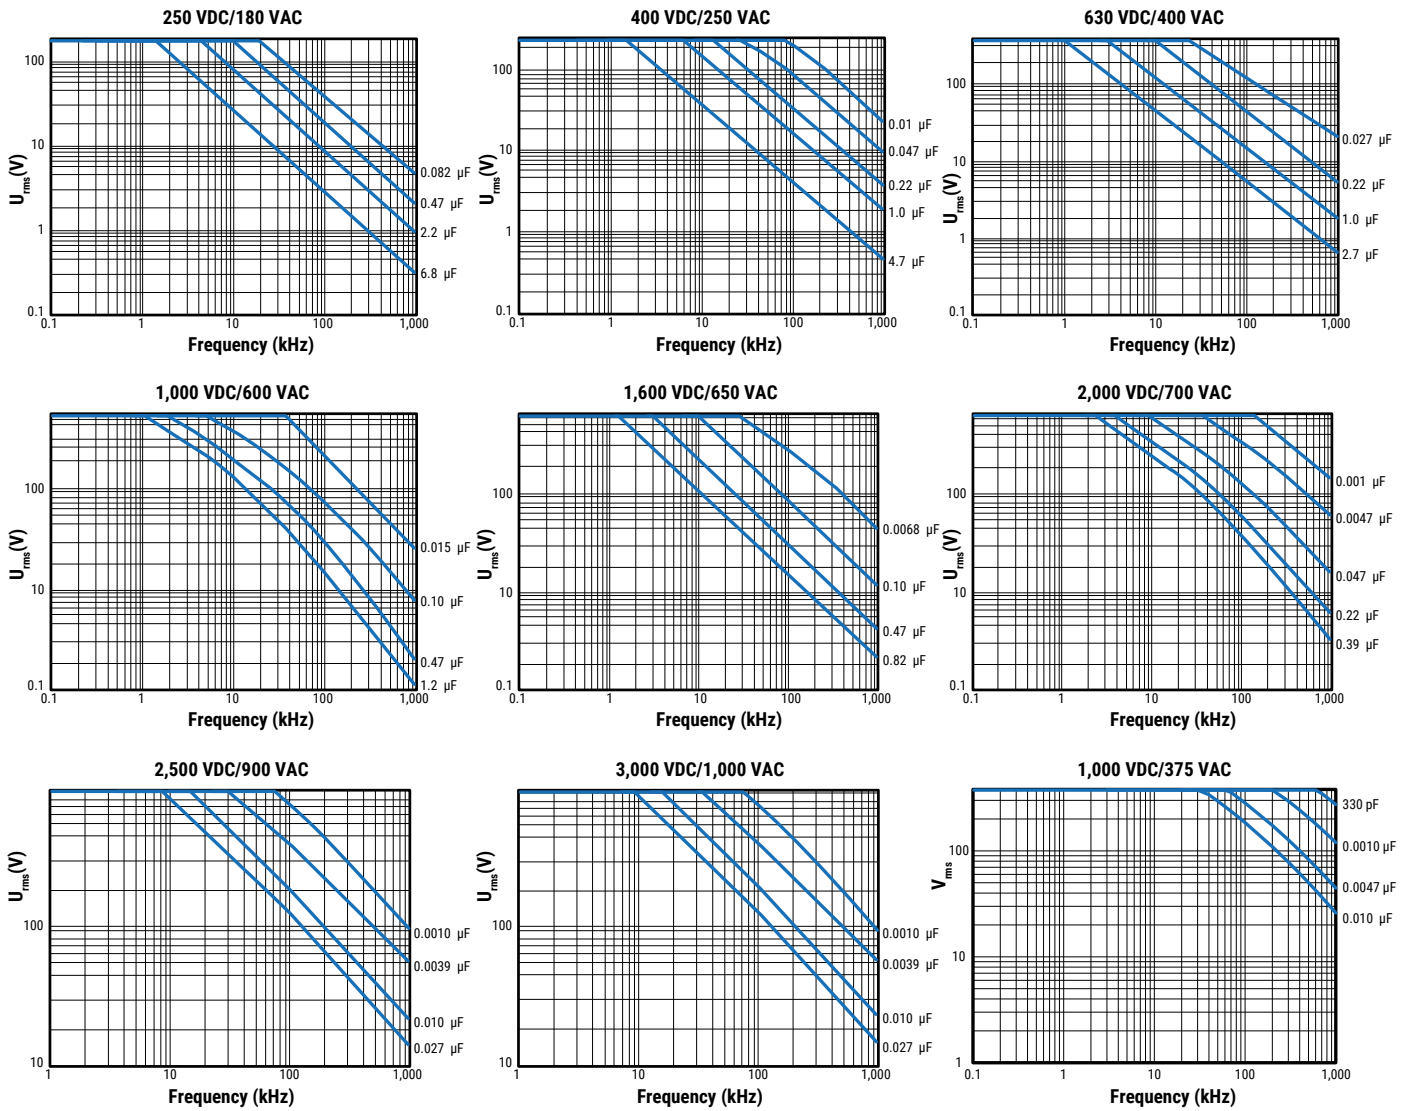 250 VDC/180 VAC
U rms (V)
100
10
1
0.1
0.1 1 10 100 1,000
Frequency (kHz)
0.082 µF
0.47 µF
2.2 µF
6.8 µF
400 VDC/250 VAC
U rms (V)
100
10
1
0.1
0.1 1 10 100 1,000
Frequency (kHz)
0.01 µF
0.047 µF
0.22 µF
1.0 µF
4.7 µF
630 VDC/400 VAC
U rms (V)
100
10
1
0.1
0.1 1 10 100 1,000
Frequency (kHz)
0.027 µF
0.22 µF
1.0 µF
2.7 µF
1,000 VDC/600 VAC
U rms (V)
100
10
0.1
0.1 1 10 100 1,000
Frequency (kHz)
0.015 µF
0.10 µF
0.47 µF
1.2 µF
1,600 VDC/650 VAC
U rms (V)
100
10
0.1
0.1 1 10 100 1,000
Frequency (kHz)
0.0068 µF
0.10 µF
0.47 µF
0.82 µF
2,000 VDC/700 VAC
U rms (V)
100
10
0.1
0.1 1 10 100 1,000
Frequency (kHz)
0.001 µF
0.0047 µF
0.047 µF
0.22 µF
0.39 µF
2,500 VDC/900 VAC
U rms (V)
100
10
1 10 100 1,000
Frequency (kHz)
0.0010 µF
0.0039 µF
0.010 µF
0.027 µF
3,000 VDC/1,000 VAC
U rms (V)
100
10
1 10 100 1,000
Frequency (kHz)
0.0010 µF
0.0039 µF
0.010 µF
0.027 µF
1,000 VDC/375 VAC
V rms
100
10
1
0.1 1 10 100 1,000
Frequency (kHz)
330 pF
0.0010 µF
0.0047 µF
0.010 µF